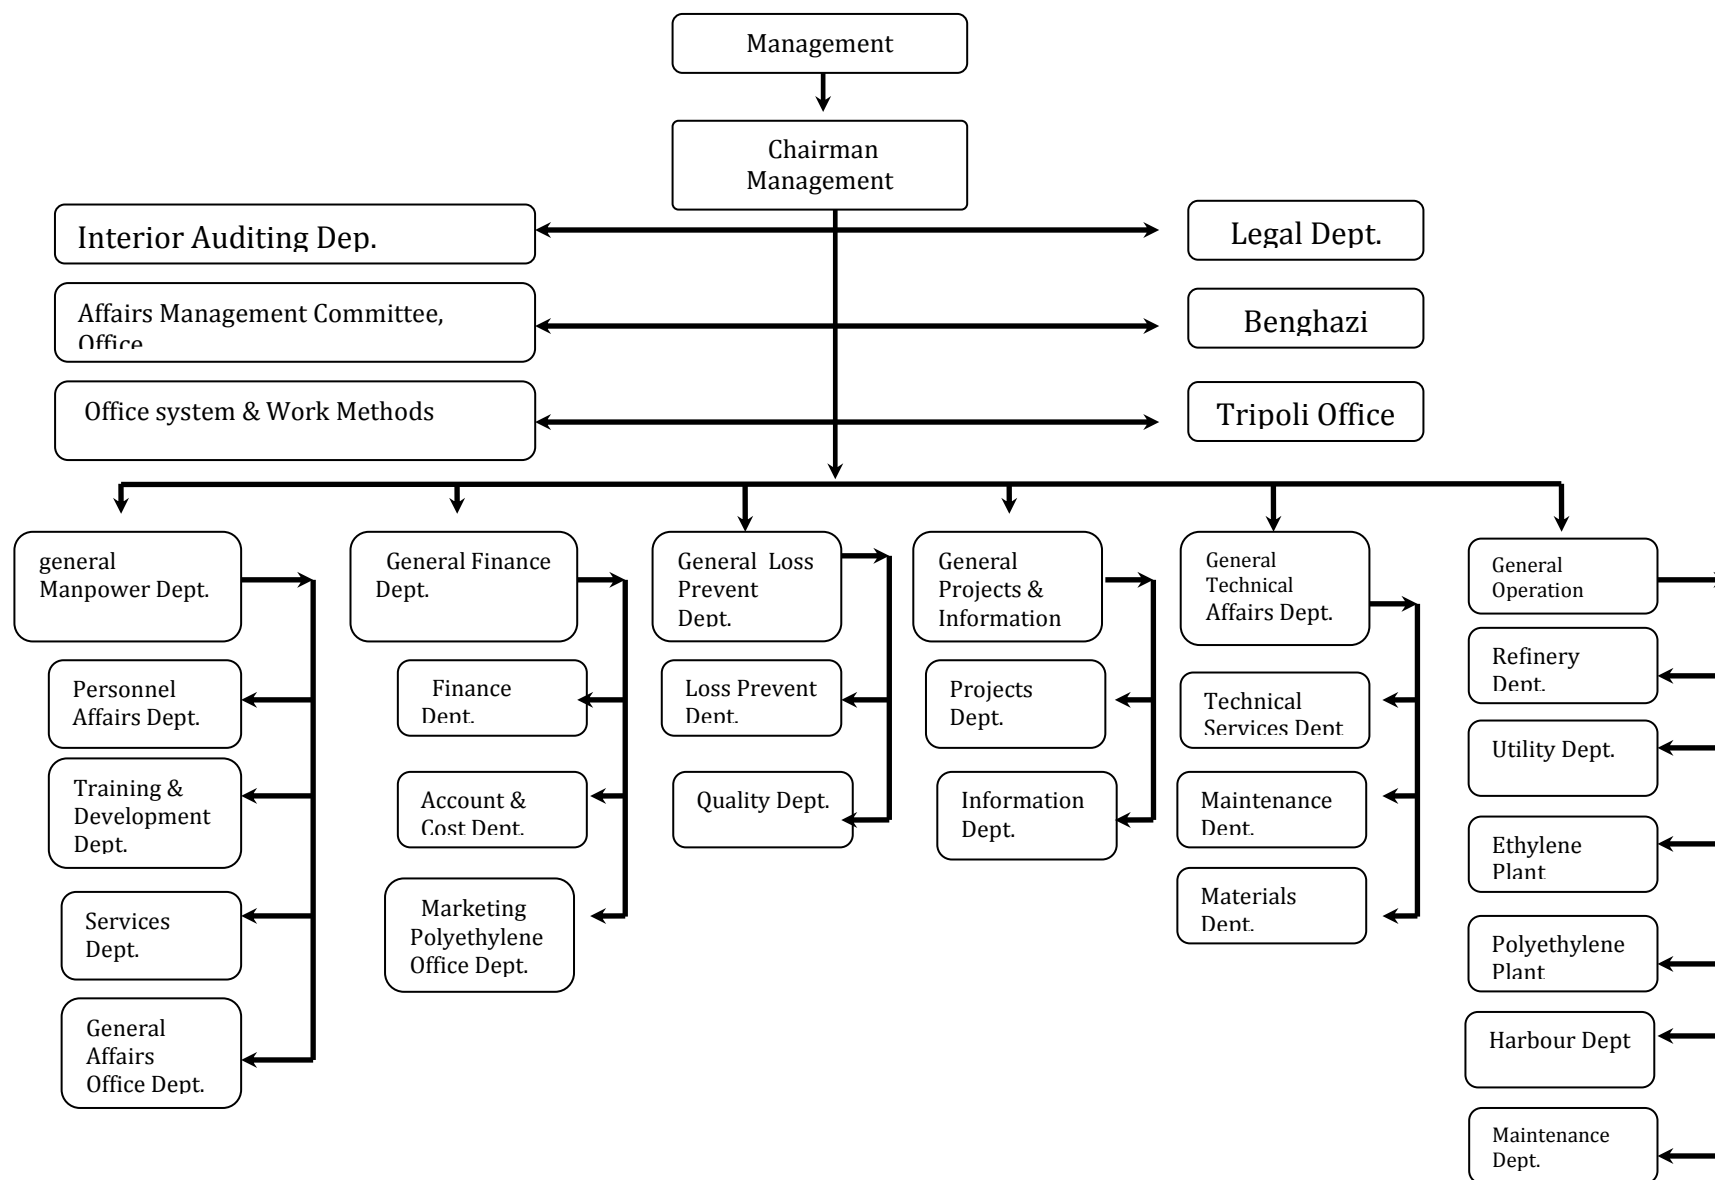 Management
Chairman
Management
Interior Auditing Dep.
Legal Dept.
Affairs Management Committee,
Office
Benghazi
Office system & Work Methods
Tripoli Office
general
Manpower Dept.
Personnel
Affairs Dept.
Training &
Development
Dept.
Services
Dept.
General
Affairs
Office Dept.
General Finance
Dept.
Finance
Dept.
Account &
Cost Dept.
Marketing
Polyethylene
Office Dept.
General Loss
Prevent
Dept.
Loss Prevent
Dept.
Quality Dept.
General
Projects &
Information
Projects
Dept.
Information
Dept.
General
Technical
Affairs Dept.
Technical
Services Dept
Maintenance
Dept.
Materials
Dept.
General
Operation
Refinery
Dept.
Utility Dept.
Ethylene
Plant
Polyethylene
Plant
Harbour Dept
Maintenance
Dept.